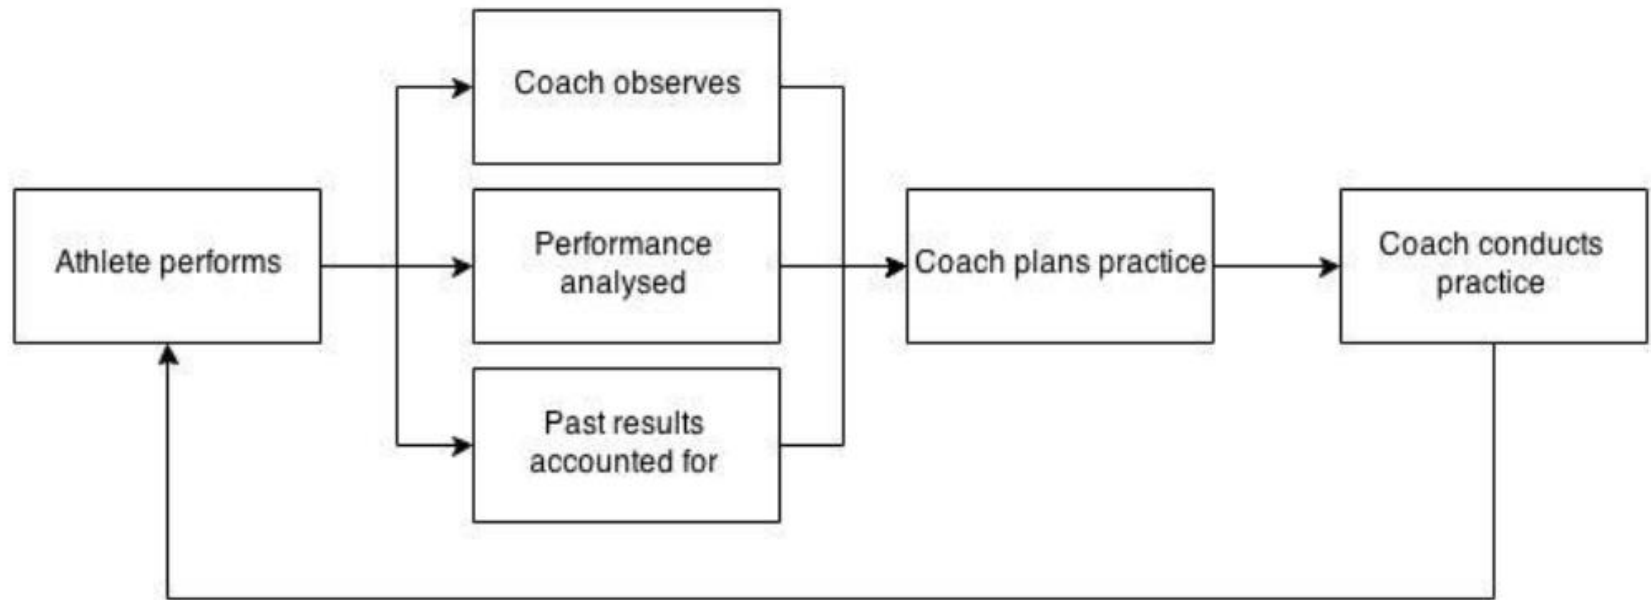 Athlete performs
Coach observes
Performance
analysed
Past results
accounted for
Coach plans practice
Coach conducts
practice